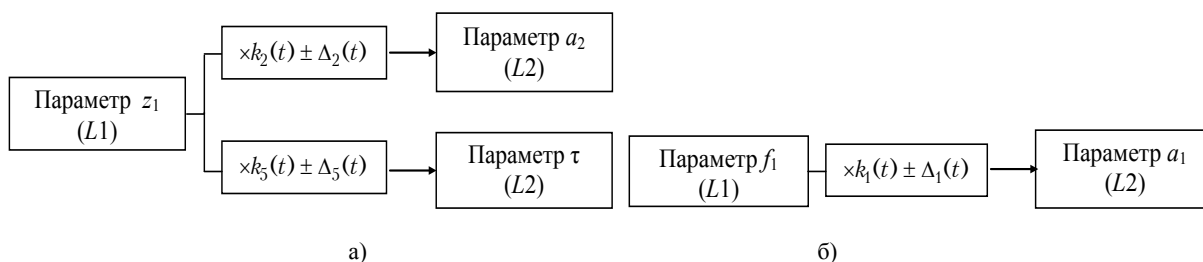 ×k₂(t) ± Δ₂(t)
Параметр a₂
(L2)
Параметр z₁
(L1)
×k₅(t) ± Δ₅(t)
Параметр τ
(L2)
а)
Параметр f₁
(L1)
×k₁(t) ± Δ₁(t)
Параметр a₁
(L2)
б)